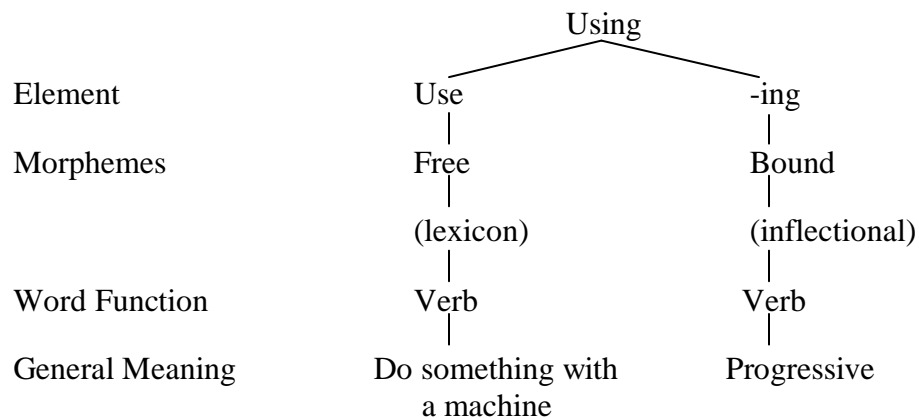 Using
Element Use -ing
Morphemes Free Bound
(lexicon) (inflectional)
Word Function Verb Verb
General Meaning Do something with Progressive
a machine